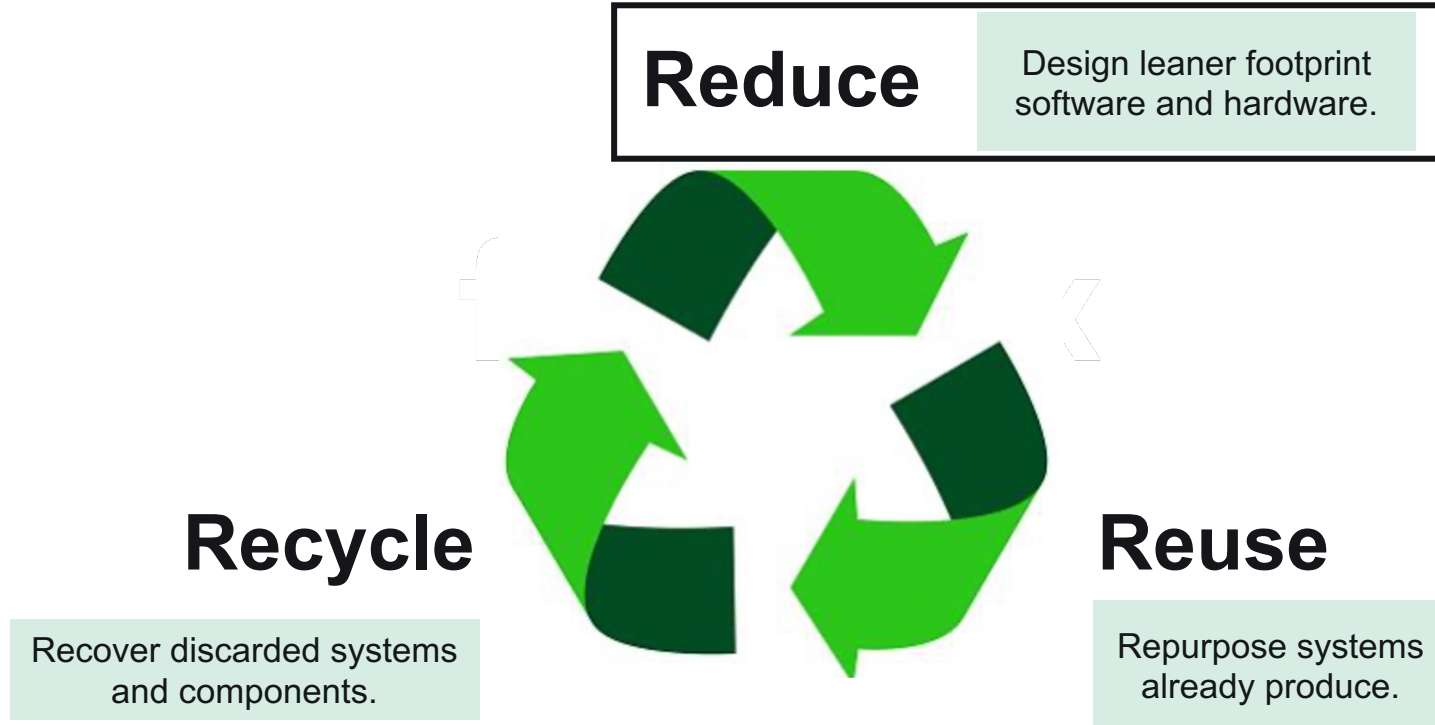 Reduce
Design leaner footprint
software and hardware.
Recycle
Reuse
Recover discarded systems
and components.
Repurpose systems
already produce.